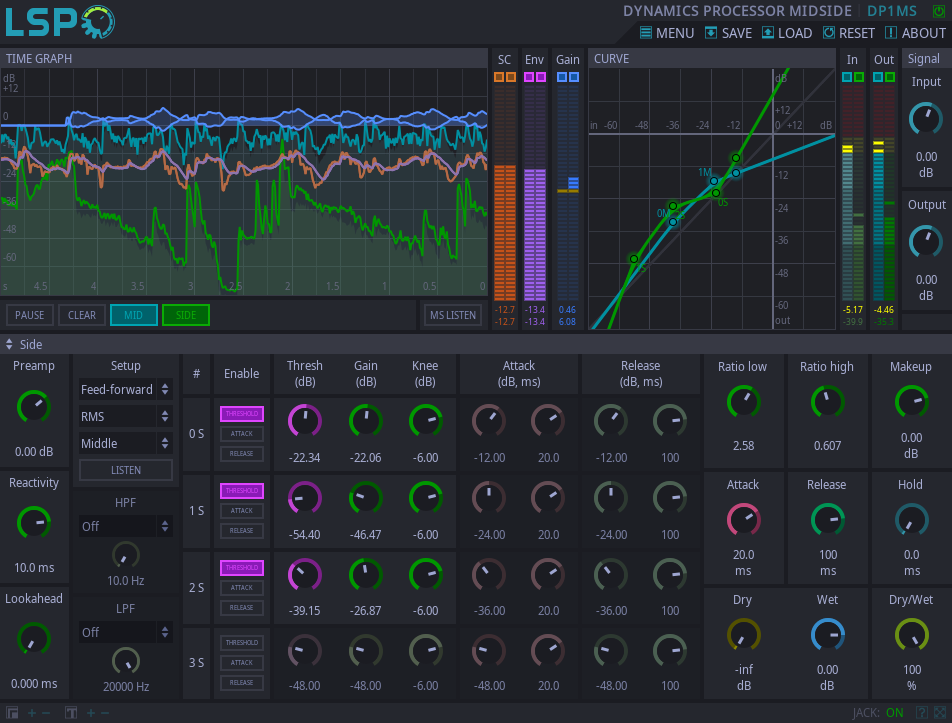 LSP
DYNAMICS PROCESSOR MIDSIDE DP1MS
MENU SAVE LOAD RESET ABOUT
TIME GRAPH SC Env Gain CURVE In Out Signal
dB +12 0 -24 -48 -60
s 4.5 4 3.5 3 2.5 2 1.5 1 0.5 0
dB
+12
in -60 -48 -36 -24 -12 0 +12 dB
-12
-24
-36
-48
-60
out
1M 0M 0S
Input
0.00
dB
Output
0.00
dB
-12.7 -13.4 0.46 -5.17 -4.46
-12.7 -13.4 6.08 -39.9 -35.3
PAUSE CLEAR MID SIDE MS LISTEN
Side
Preamp Setup # Enable Thresh (dB) Gain (dB) Knee (dB) Attack (dB, ms) Release (dB, ms) Ratio low Ratio high Makeup
Feed-forward
RMS
Middle
LISTEN
0.00 dB
2.58 0.607 0.00 dB
0 S THRESHOLD ATTACK RELEASE
-22.34 -22.06 -6.00 -12.00 20.0 -12.00 100
Reactivity HPF
Off
10.0 ms 10.0 Hz
1 S THRESHOLD ATTACK RELEASE
-54.40 -46.47 -6.00 -24.00 20.0 -24.00 100
Attack Release Hold
20.0 ms 100 ms 0.0 ms
2 S THRESHOLD ATTACK RELEASE
-39.15 -26.87 -6.00 -36.00 20.0 -36.00 100
Lookahead LPF
Off
0.000 ms 20000 Hz
3 S THRESHOLD ATTACK RELEASE
-48.00 -48.00 -6.00 -48.00 20.0 -48.00 100
Dry Wet Dry/Wet
-inf dB 0.00 dB 100 %
JACK: ON